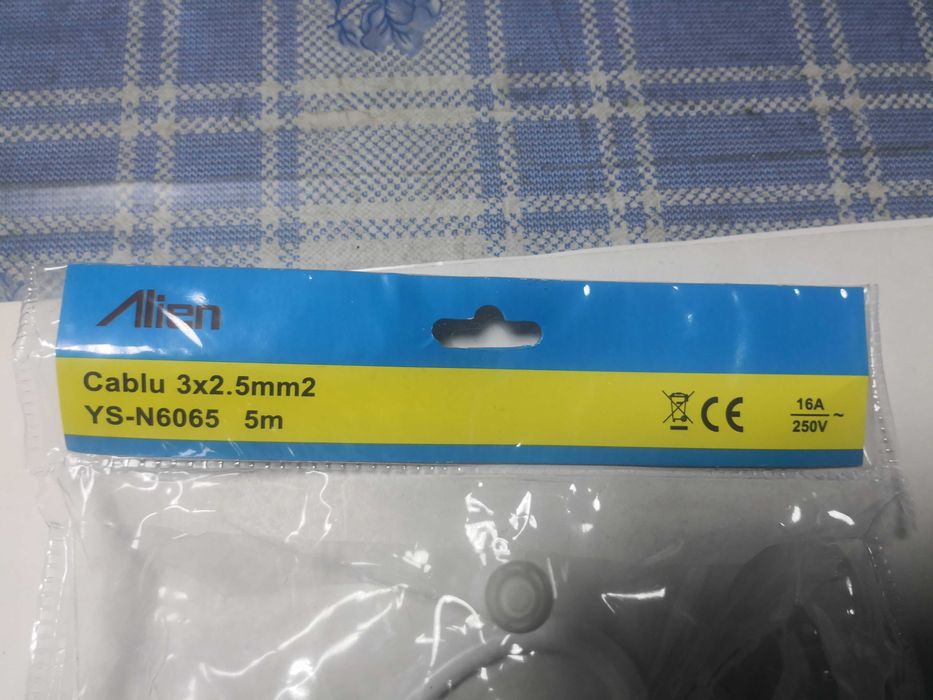 Alien
Cablu 3x2.5mm2
YS-N6065 5m
CE
16A
250V ~